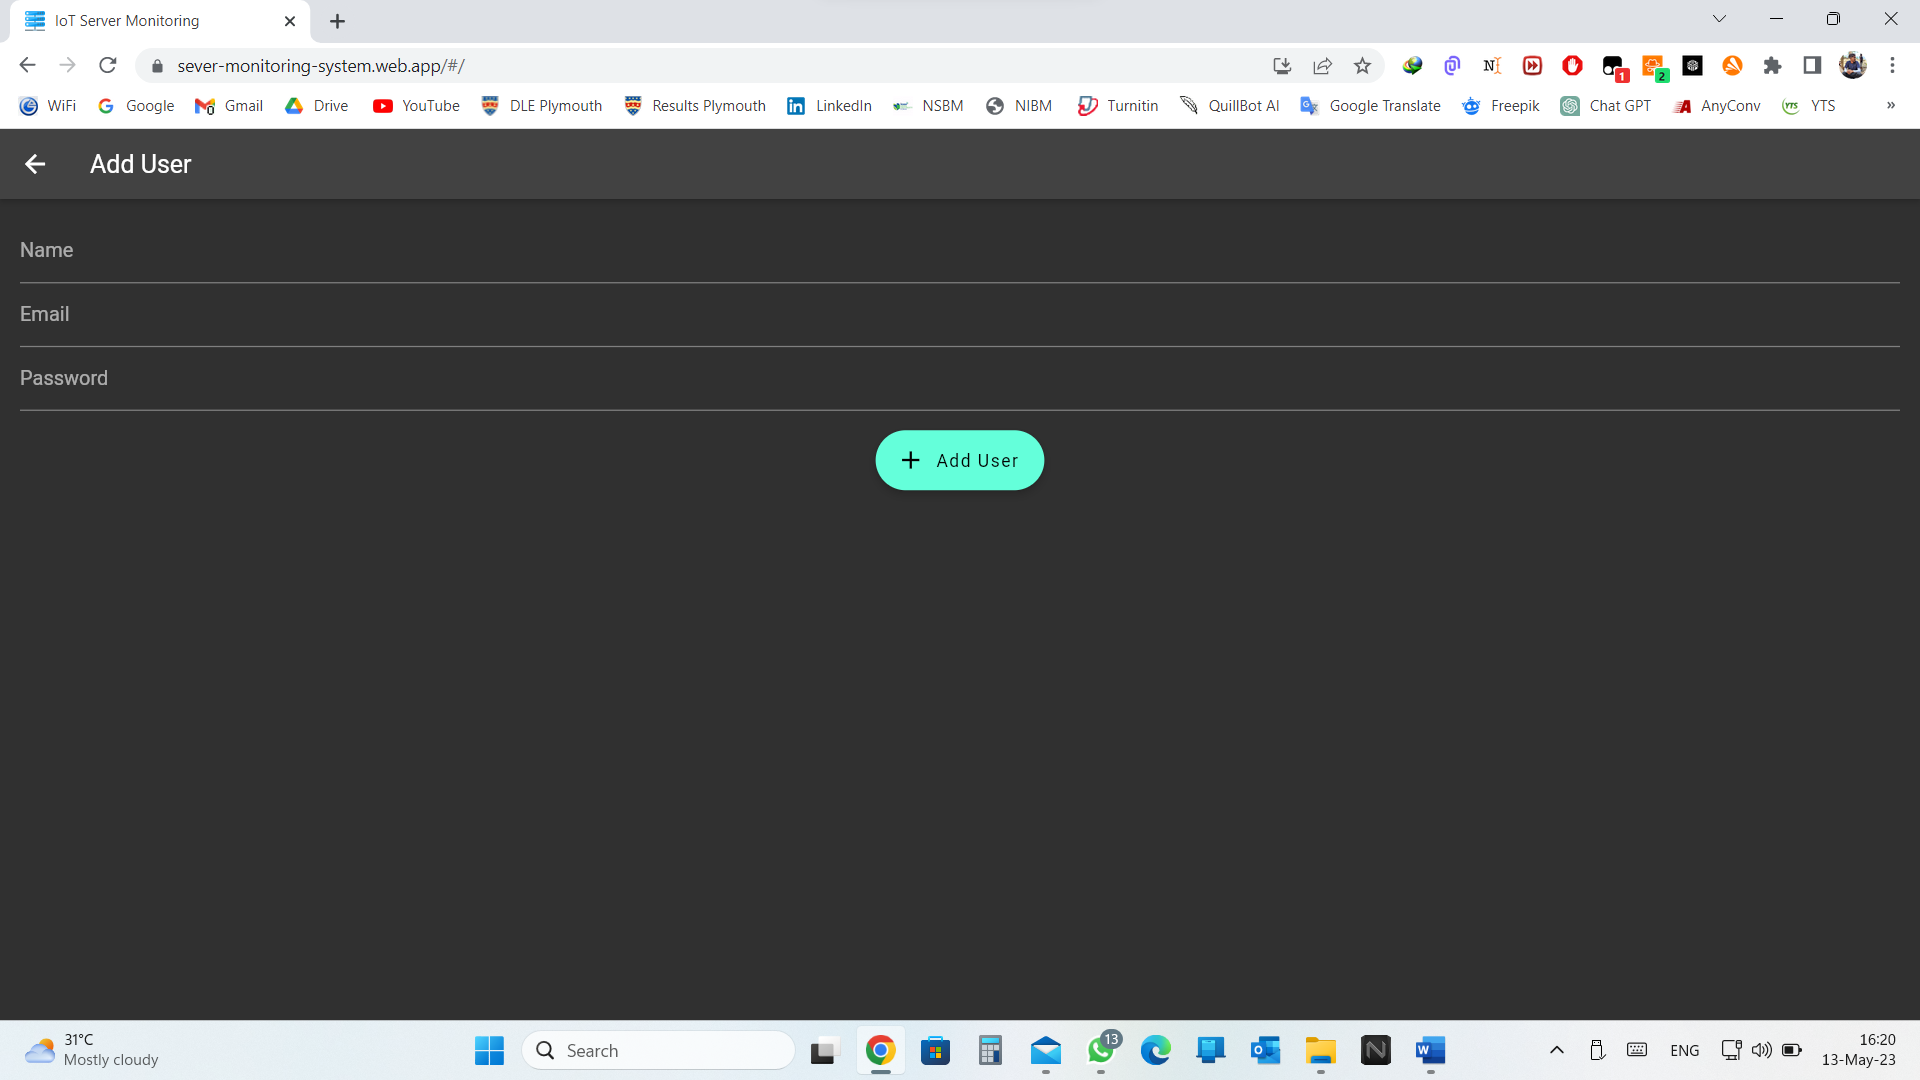 IoT Server Monitoring
sever-monitoring-system.web.app/#/
1
2
WiFi Google Gmail Drive YouTube DLE Plymouth Results Plymouth LinkedIn NSBM NIBM Turnitin QuillBot AI Google Translate Freepik Chat GPT AnyConv YTS »
Add User
Name
Email
Password
+ Add User
31°C
Mostly cloudy
Search
13
ENG
16:20
13-May-23